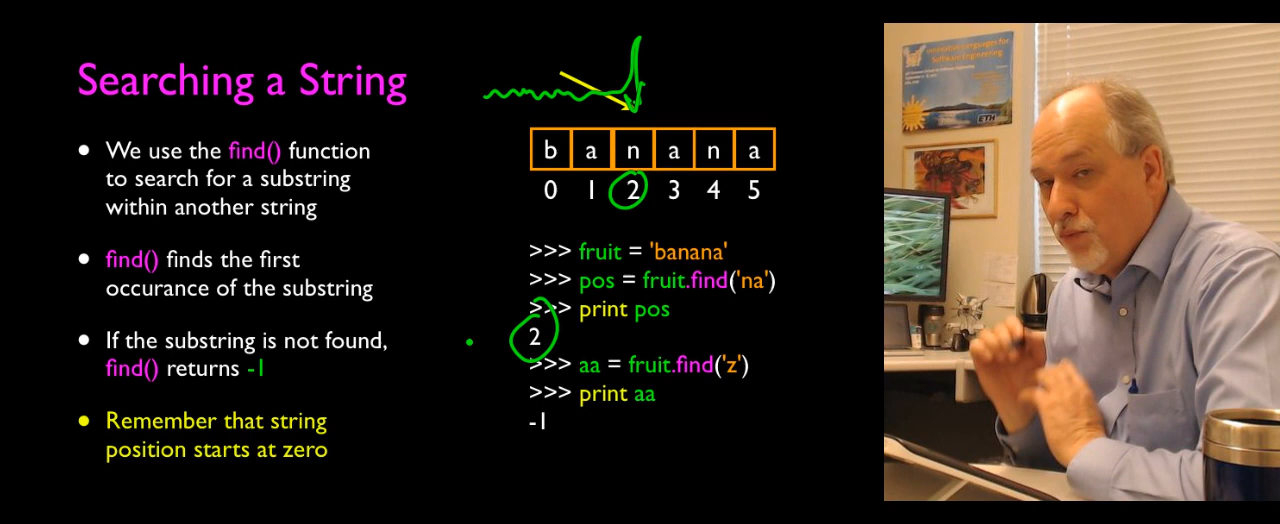 Searching a String
• We use the find() function
to search for a substring
within another string
• find() finds the first
occurance of the substring
• If the substring is not found,
find() returns -1
• Remember that string
position starts at zero
b a n a n a
0 1 2 3 4 5
>>> fruit = 'banana'
>>> pos = fruit.find('na')
>>> print pos
2
>>> aa = fruit.find('z')
>>> print aa
-1
Software Engineering
ETH